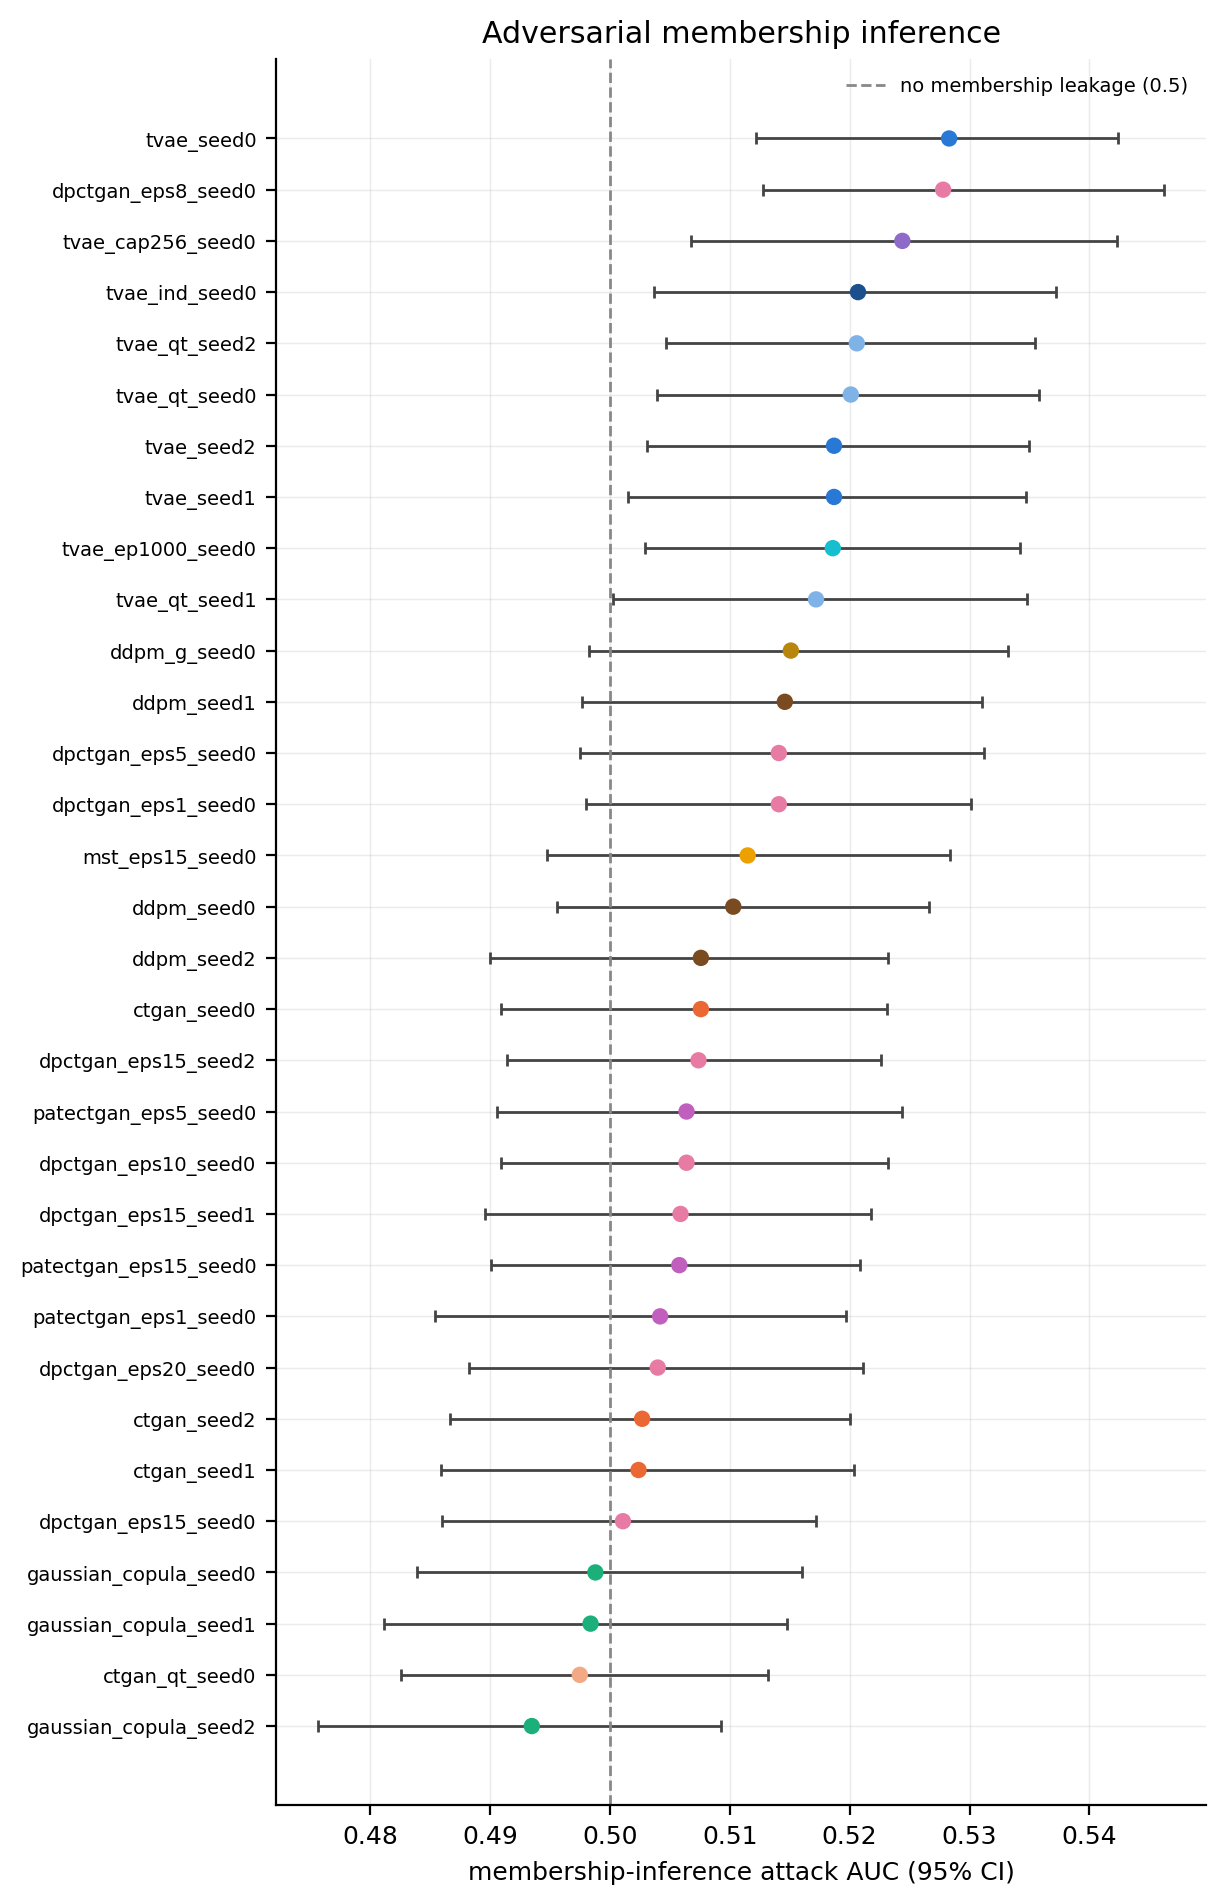 Adversarial membership inference
no membership leakage (0.5)
tvae_seed0
dpctgan_eps8_seed0
tvae_cap256_seed0
tvae_ind_seed0
tvae_qt_seed2
tvae_qt_seed0
tvae_seed2
tvae_seed1
tvae_ep1000_seed0
tvae_qt_seed1
ddpm_g_seed0
ddpm_seed1
dpctgan_eps5_seed0
dpctgan_eps1_seed0
mst_eps15_seed0
ddpm_seed0
ddpm_seed2
ctgan_seed0
dpctgan_eps15_seed2
patectgan_eps5_seed0
dpctgan_eps10_seed0
dpctgan_eps15_seed1
patectgan_eps15_seed0
patectgan_eps1_seed0
dpctgan_eps20_seed0
ctgan_seed2
ctgan_seed1
dpctgan_eps15_seed0
gaussian_copula_seed0
gaussian_copula_seed1
ctgan_qt_seed0
gaussian_copula_seed2
0.48 0.49 0.50 0.51 0.52 0.53 0.54
membership-inference attack AUC (95% CI)